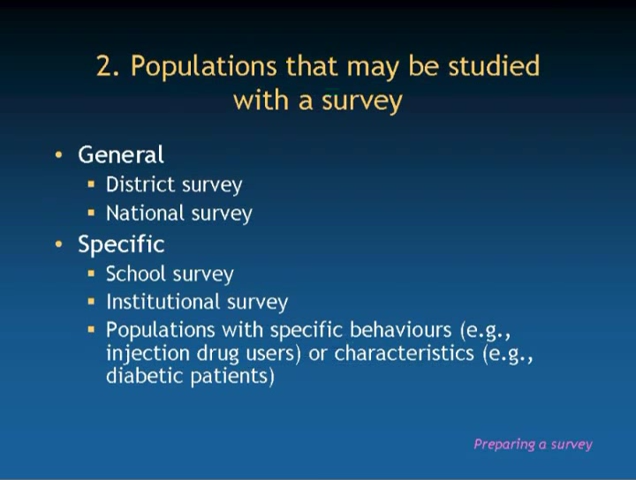 2. Populations that may be studied
with a survey
• General
▪ District survey
▪ National survey
• Specific
▪ School survey
▪ Institutional survey
▪ Populations with specific behaviours (e.g.,
injection drug users) or characteristics (e.g.,
diabetic patients)
Preparing a survey